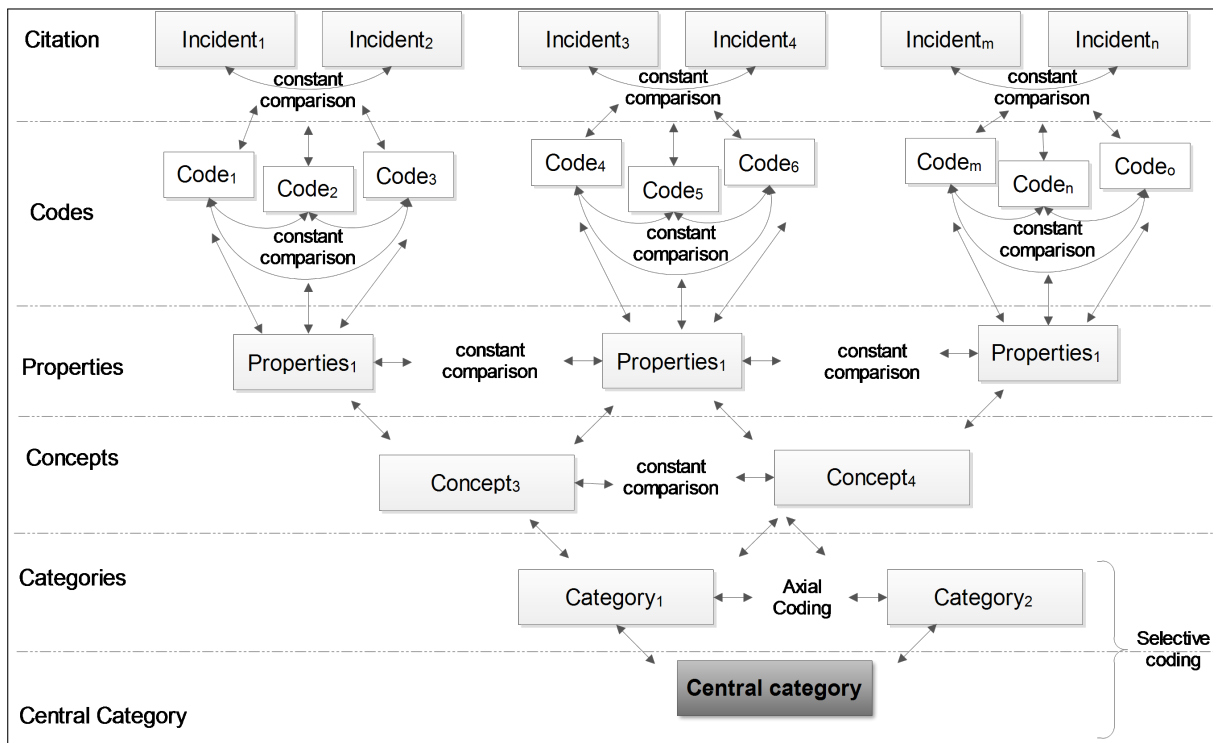 Citation
Incident₁
Incident₂
Incident₃
Incident₄
Incidentₘ
Incidentₙ
constant
comparison
constant
comparison
constant
comparison
Codes
Code₁
Code₂
Code₃
Code₄
Code₅
Code₆
Codeₘ
Codeₙ
Codeₒ
constant
comparison
constant
comparison
constant
comparison
Properties
Properties₁
constant
comparison
Properties₁
constant
comparison
Properties₁
Concepts
Concept₃
constant
comparison
Concept₄
Categories
Category₁
Axial
Coding
Category₂
Selective
coding
Central Category
Central category